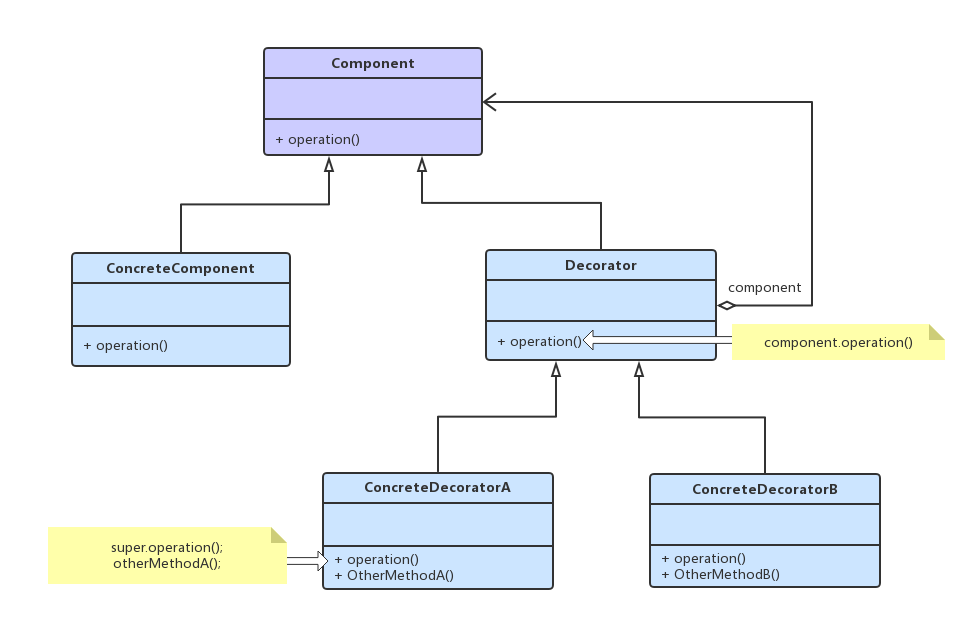 Component
+ operation()
ConcreteComponent
+ operation()
Decorator
+ operation()
component
component.operation()
ConcreteDecoratorA
+ operation()
+ OtherMethodA()
super.operation();
otherMethodA();
ConcreteDecoratorB
+ operation()
+ OtherMethodB()